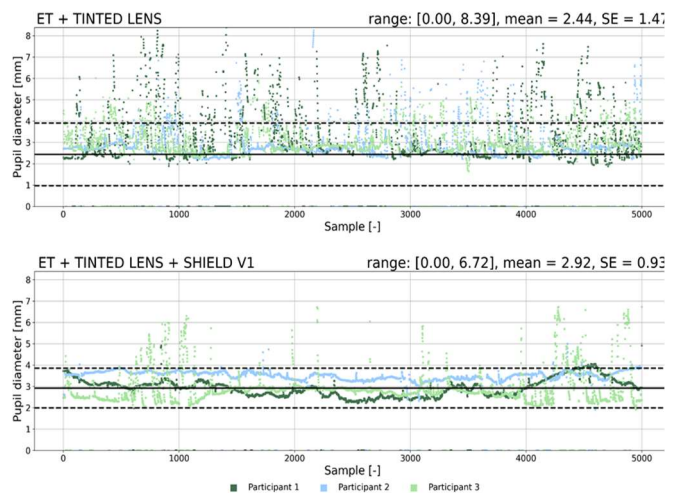 ET + TINTED LENS range: [0.00, 8.39], mean = 2.44, SE = 1.47
8
7
6
5
4
3
2
1
0
Pupil diameter [mm]
0 1000 2000 3000 4000 5000
Sample [-]
ET + TINTED LENS + SHIELD V1 range: [0.00, 6.72], mean = 2.92, SE = 0.93
8
7
6
5
4
3
2
1
0
Pupil diameter [mm]
0 1000 2000 3000 4000 5000
Sample [-]
Participant 1 Participant 2 Participant 3